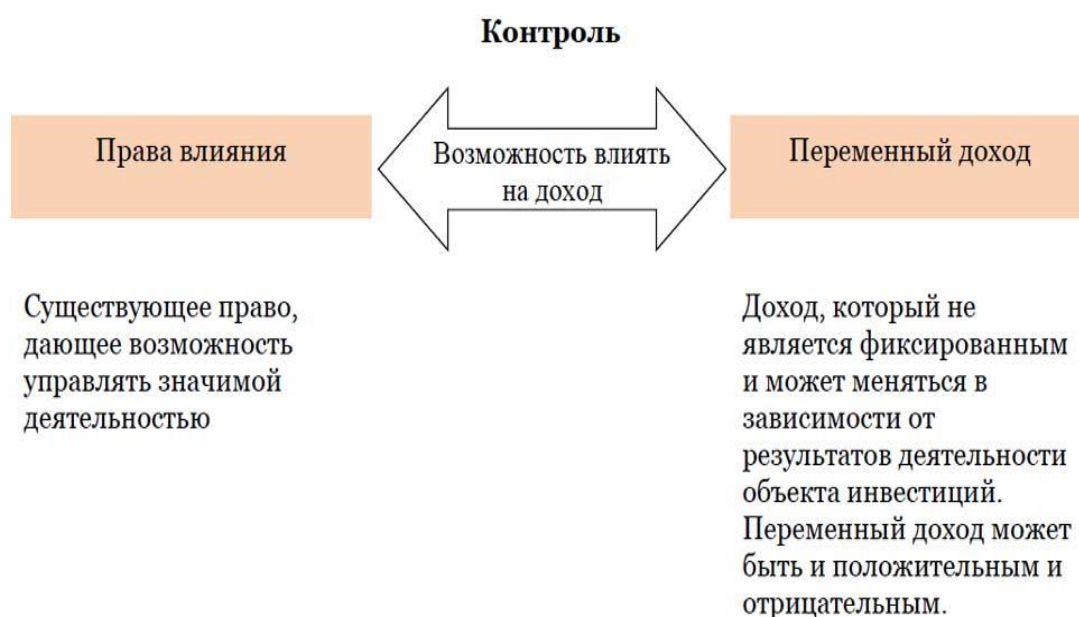 Контроль
Права влияния
Возможность влиять
на доход
Переменный доход
Существующее право,
дающее возможность
управлять значимой
деятельностью
Доход, который не
является фиксированным
и может меняться в
зависимости от
результатов деятельности
объекта инвестиций.
Переменный доход может
быть и положительным и
отрицательным.